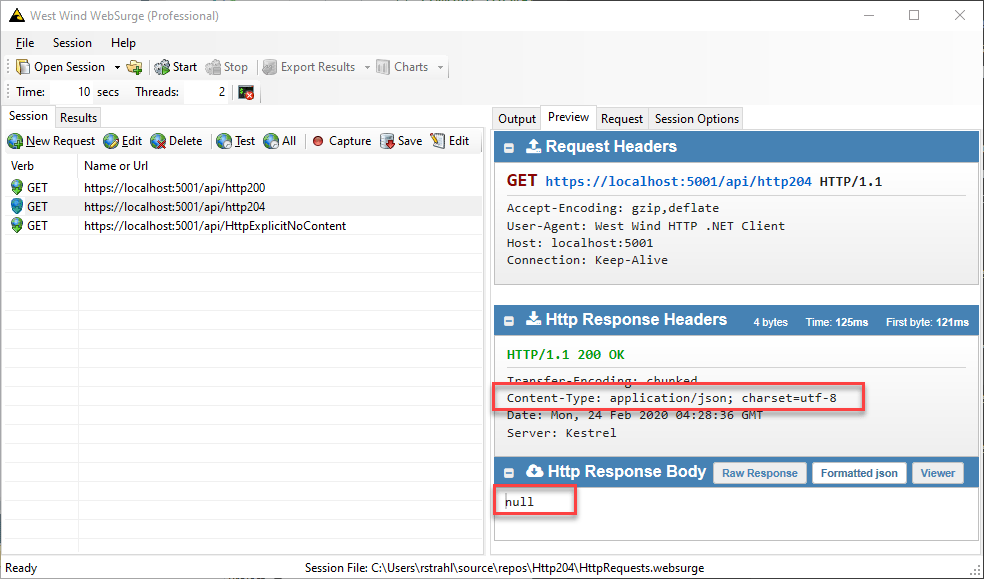 West Wind WebSurge (Professional)
File Session Help
Open Session Start Stop Export Results Charts
Time: 10 secs Threads: 2
Session Results
New Request Edit Delete Test All Capture Save Edit
Verb Name or Url
GET https://localhost:5001/api/http200
GET https://localhost:5001/api/http204
GET https://localhost:5001/api/HttpExplicitNoContent
Output Preview Request Session Options
Request Headers
GET https://localhost:5001/api/http204 HTTP/1.1
Accept-Encoding: gzip,deflate
User-Agent: West Wind HTTP .NET Client
Host: localhost:5001
Connection: Keep-Alive
Http Response Headers 4 bytes Time: 125ms First byte: 121ms
HTTP/1.1 200 OK
Transfer-Encoding: chunked
Content-Type: application/json; charset=utf-8
Date: Mon, 24 Feb 2020 04:28:36 GMT
Server: Kestrel
Http Response Body Raw Response Formatted json Viewer
null
Ready Session File: C:\Users\rstrahl\source\repos\Http204\HttpRequests.websurge